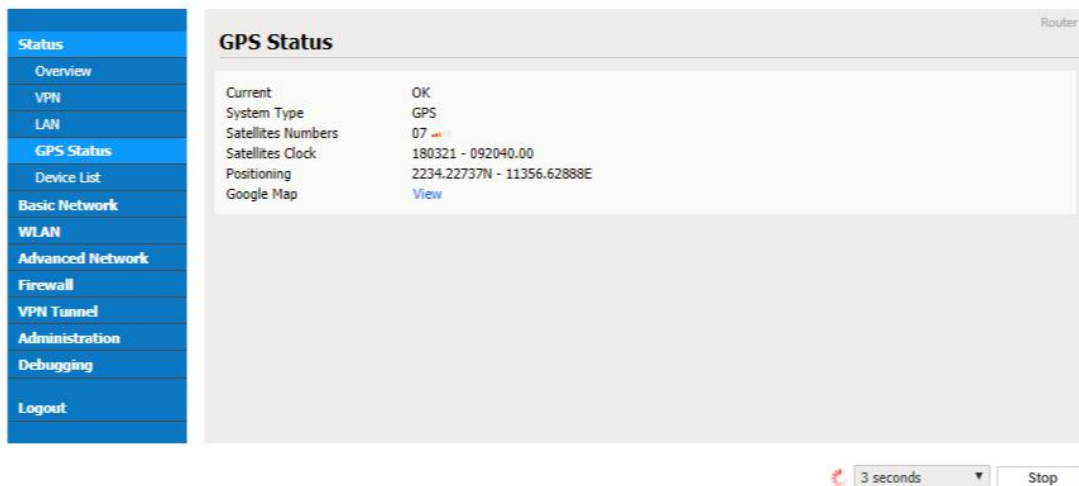 Router
Status
Overview
VPN
LAN
GPS Status
Device List
Basic Network
WLAN
Advanced Network
Firewall
VPN Tunnel
Administration
Debugging
Logout
GPS Status
Current OK
System Type GPS
Satellites Numbers 07
Satellites Clock 180321 - 092040.00
Positioning 2234.22737N - 11356.62888E
Google Map View
3 seconds
Stop